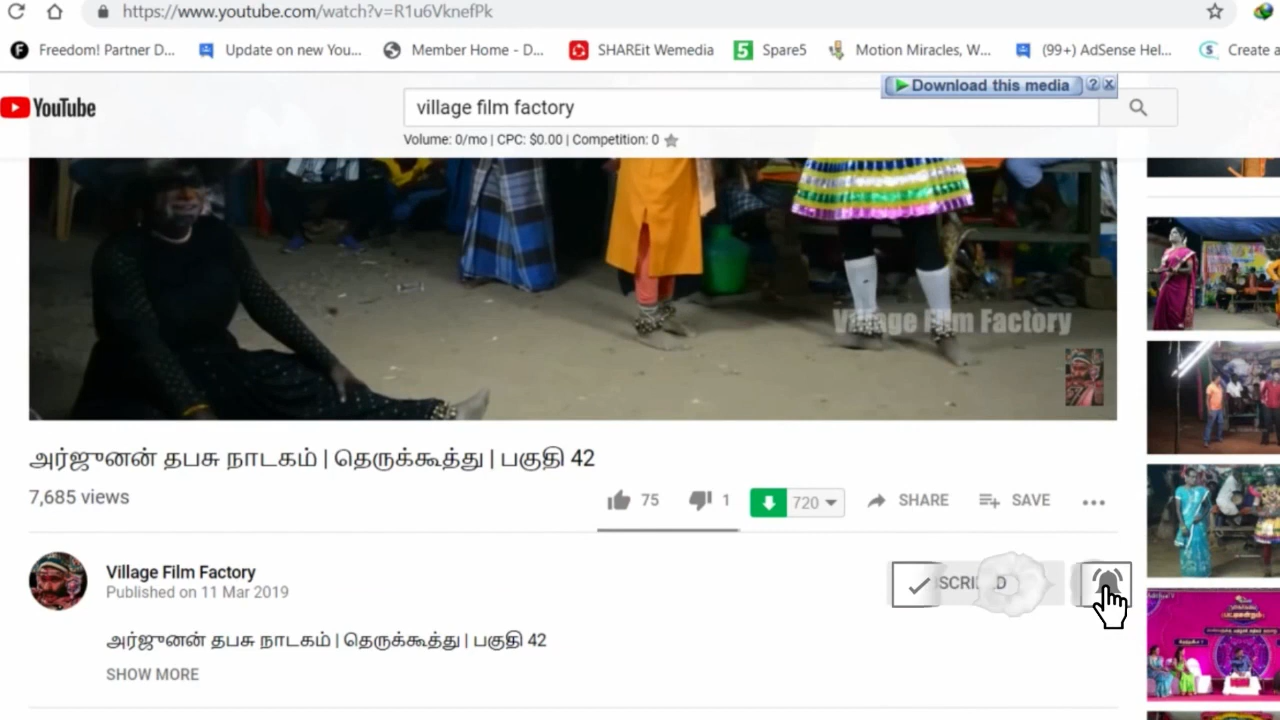 https://www.youtube.com/watch?v=R1u6VknefPk
Freedom! Partner D... Update on new You... Member Home - D... SHAREit Wemedia 5 Spare5 Motion Miracles, W... (99+) AdSense Hel... S Create a
Download this media ? X
YouTube village film factory
Volume: 0/mo | CPC: $0.00 | Competition: 0
Village Film Factory
அர்ஜுனன் தபசு நாடகம் | தெருக்கூத்து | பகுதி 42
7,685 views
75 1 720 SHARE SAVE
Village Film Factory
Published on 11 Mar 2019
SCRI D
அர்ஜுனன் தபசு நாடகம் | தெருக்கூத்து | பகுதி 42
SHOW MORE